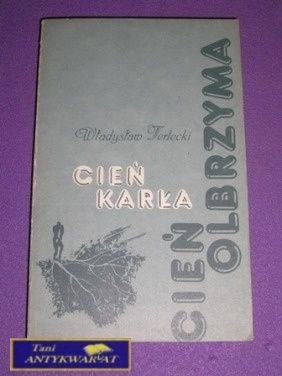 Władysław Terlecki
CIEŃ
KARŁA
CIEŃ
OLBRZYMA
Tani
ANTYKWARIAT